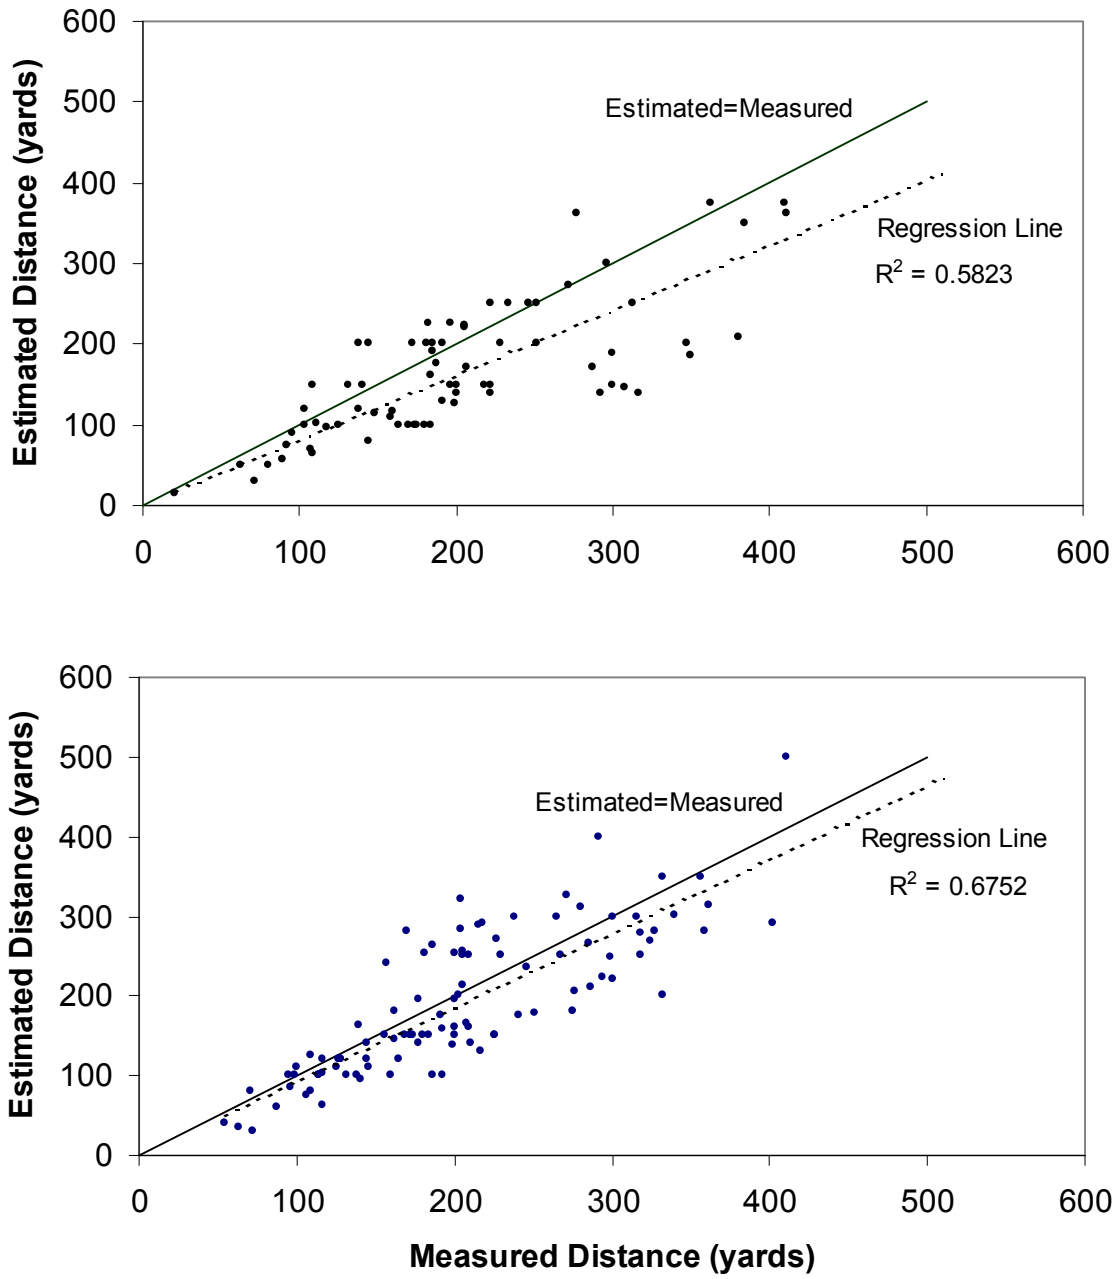 600
500
400
300
200
100
0
Estimated Distance (yards)
Estimated=Measured
Regression Line
R² = 0.5823
0 100 200 300 400 500 600
600
500
400
300
200
100
0
Estimated Distance (yards)
Estimated=Measured
Regression Line
R² = 0.6752
0 100 200 300 400 500 600
Measured Distance (yards)